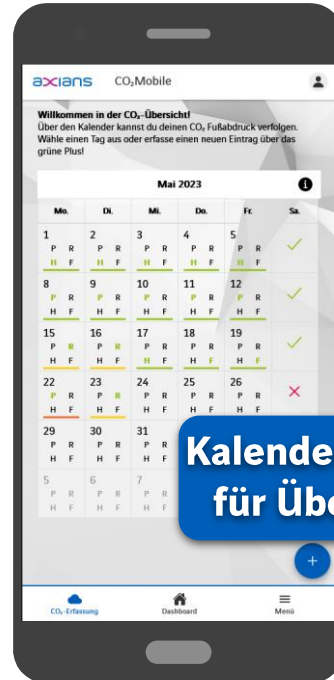 axians CO₂Mobile
Willkommen in der CO₂-Übersicht!
Über den Kalender kannst du deinen CO₂ Fußabdruck verfolgen.
Wähle einen Tag aus oder erfasse einen neuen Eintrag über das
grüne Plus!
Mai 2023
Mo. Di. Mi. Do. Fr. Sa.
1 2 3 4 5
P R P R P R P R P R
H F H F H F H F H F
8 9 10 11 12
P R P R P R P R P R
H F H F H F H F H F
15 16 17 18 19
P R P R P R P R P R
H F H F H F H F H F
22 23 24 25 26
P R P R P R P R P R
H F H F H F H F H F
29 30 31
P R P R P R
H F H F H F
5 6 7
P R P R P R
H F H F H F
Kalende
für Übe
+
CO₂-Erfassung Dashboard Menü